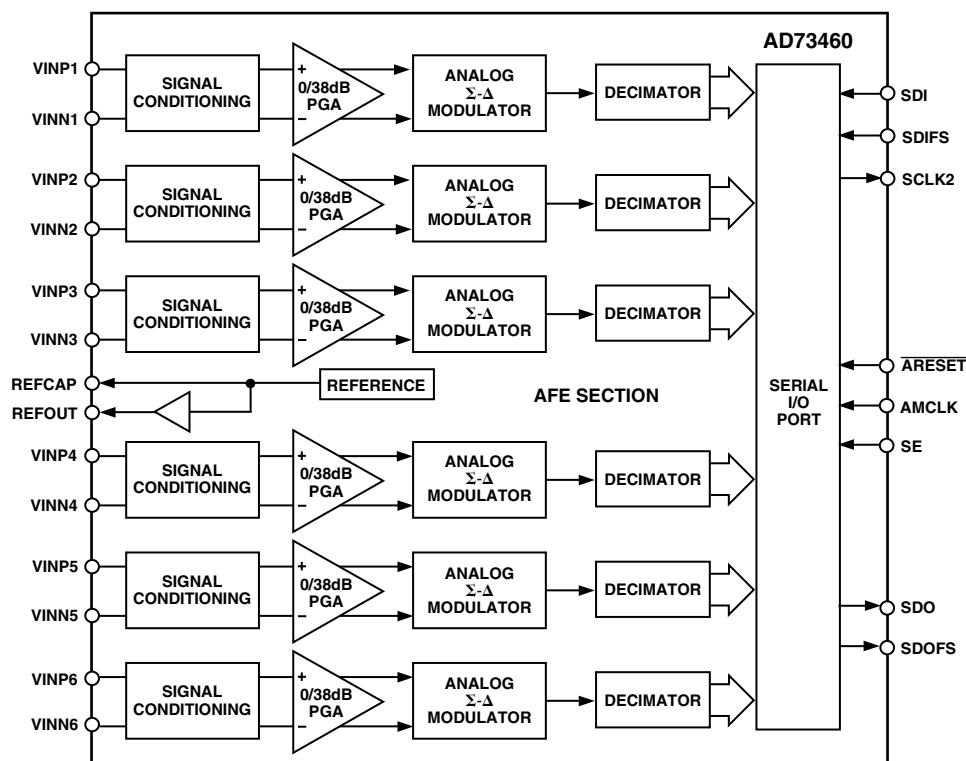 AD73460
VINP1
VINN1
SIGNAL
CONDITIONING
+
0/38dB
PGA
−
ANALOG
Σ-Δ
MODULATOR
DECIMATOR
VINP2
VINN2
SIGNAL
CONDITIONING
+
0/38dB
PGA
−
ANALOG
Σ-Δ
MODULATOR
DECIMATOR
VINP3
VINN3
SIGNAL
CONDITIONING
+
0/38dB
PGA
−
ANALOG
Σ-Δ
MODULATOR
DECIMATOR
REFCAP
REFOUT
REFERENCE
AFE SECTION
VINP4
VINN4
SIGNAL
CONDITIONING
+
0/38dB
PGA
−
ANALOG
Σ-Δ
MODULATOR
DECIMATOR
VINP5
VINN5
SIGNAL
CONDITIONING
+
0/38dB
PGA
−
ANALOG
Σ-Δ
MODULATOR
DECIMATOR
VINP6
VINN6
SIGNAL
CONDITIONING
+
0/38dB
PGA
−
ANALOG
Σ-Δ
MODULATOR
DECIMATOR
SERIAL
I/O
PORT
SDI
SDIFS
SCLK2
ARESET
AMCLK
SE
SDO
SDOFS